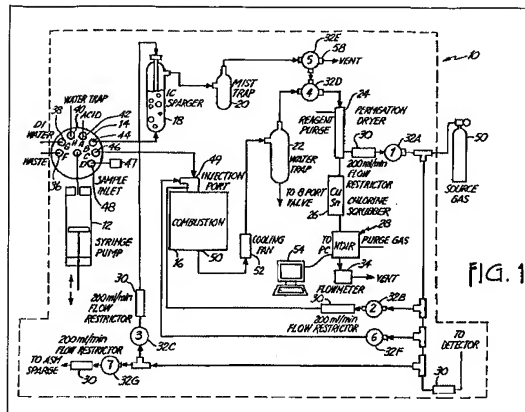 32E
5
58
VENT
10
WATER TRAP
ACID
40
42
38
14
44
DI WATER
46
WASTE
36
H
A
G
B
F
C
E
D
47
SAMPLE INLET
48
12
SYRINGE PUMP
IC SPARGER
18
MIST TRAP
20
32D
4
24
PERMEATION DRYER
REAGENT PURGE
30
1
32A
200 ml/min FLOW RESTRICTOR
50
SOURCE GAS
22
WATER TRAP
TO 8 PORT VALVE
49
INJECTION PORT
COMBUSTION
16
50
COOLING FAN
52
Cu
Sn
26
CHLORINE SCRUBBER
28
NDIR
PURGE GAS
TO PC
54
34
FLOWMETER
VENT
FIG. 1
30
2
32B
200 ml/min FLOW RESTRICTOR
6
32F
30
200 ml/min FLOW RESTRICTOR
3
32C
200 ml/min FLOW RESTRICTOR
TO ASM SPARGE
30
7
32G
TO DETECTOR
30